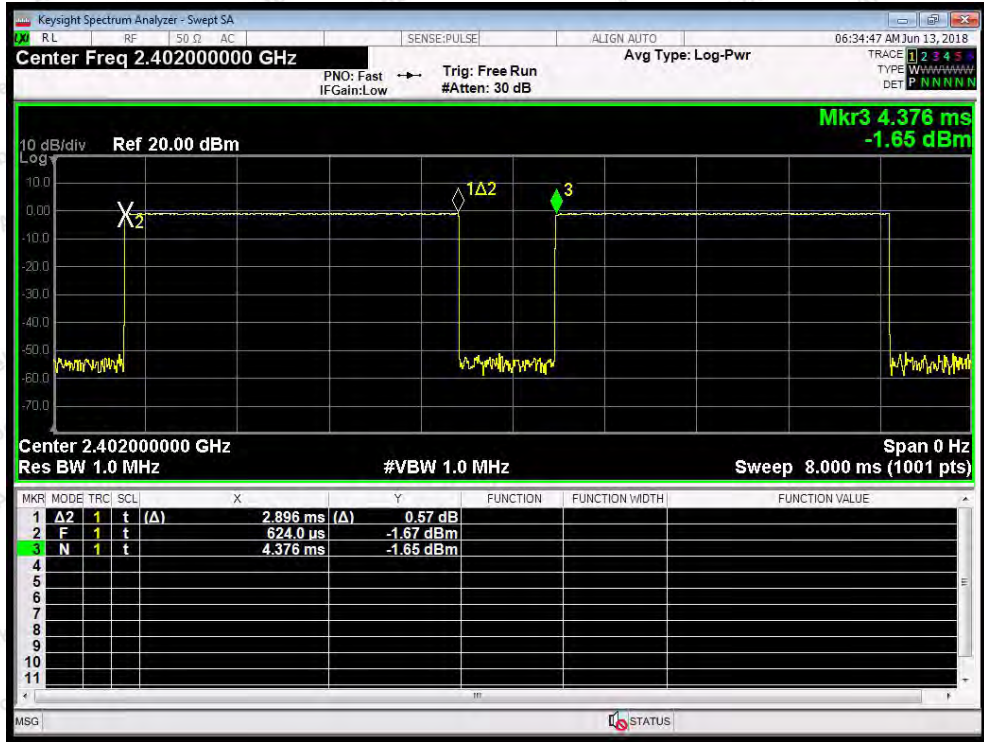 Keysight Spectrum Analyzer - Swept SA
LXI RL RF 50 Ω AC SENSE:PULSE ALIGN AUTO 06:34:47 AM Jun 13, 2018
Center Freq 2.402000000 GHz
Avg Type: Log-Pwr
TRACE 1 2 3 4 5 6
PNO: Fast Trig: Free Run
TYPE WWWWWW
IFGain:Low #Atten: 30 dB
DET P N N N N N
Mkr3 4.376 ms
10 dB/div Ref 20.00 dBm -1.65 dBm
Log
10.0
0.00
-10.0
-20.0
-30.0
-40.0
-50.0
-60.0
-70.0
X2
1Δ2
3
Center 2.402000000 GHz Span 0 Hz
Res BW 1.0 MHz #VBW 1.0 MHz Sweep 8.000 ms (1001 pts)
MKR MODE TRC SCL X Y FUNCTION FUNCTION WIDTH FUNCTION VALUE
1 Δ2 1 t (Δ) 2.896 ms (Δ) 0.57 dB
2 F 1 t 624.0 µs -1.67 dBm
3 N 1 t 4.376 ms -1.65 dBm
4
5
6
7
8
9
10
11
MSG STATUS